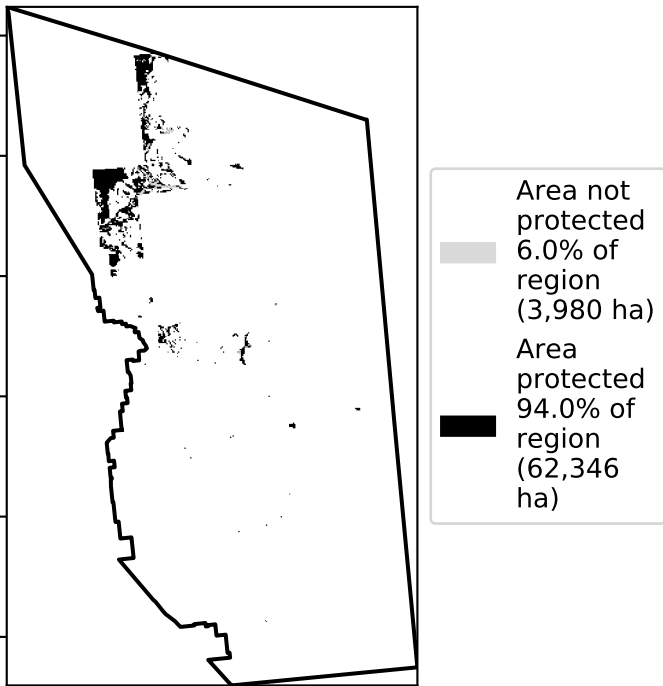 Area not
protected
6.0% of
region
(3,980 ha)
Area
protected
94.0% of
region
(62,346
ha)